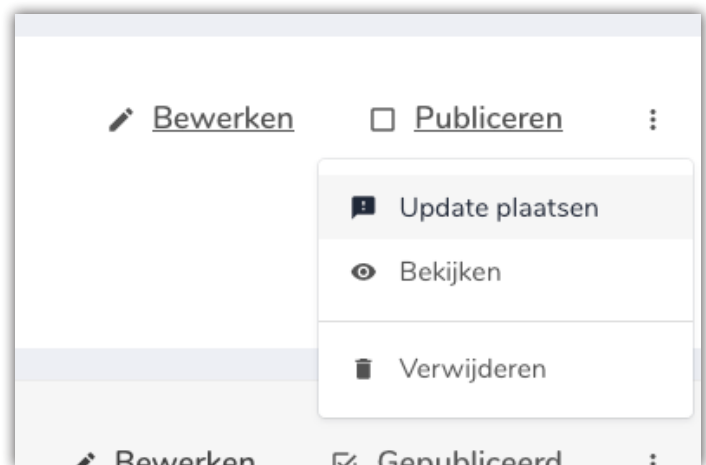 Bewerken Publiceren
Update plaatsen
Bekijken
Verwijderen
Bewerken Gepubliceerd